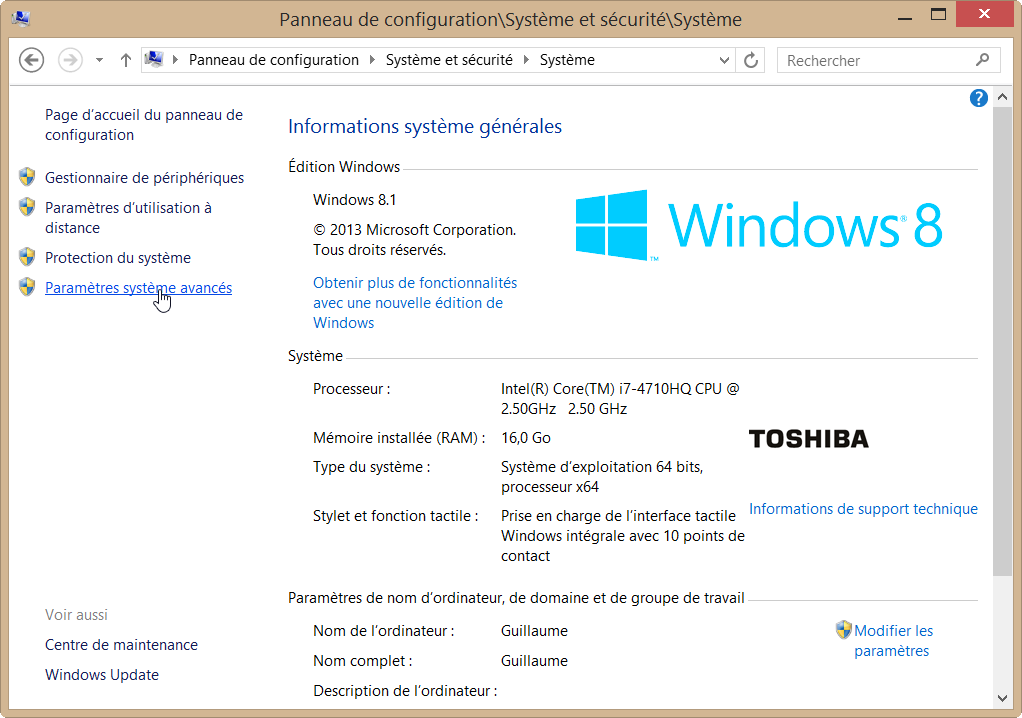 Panneau de configuration\Système et sécurité\Système
Panneau de configuration Système et sécurité Système
Rechercher
Page d'accueil du panneau de
configuration
Gestionnaire de périphériques
Paramètres d'utilisation à
distance
Protection du système
Paramètres système avancés
Voir aussi
Centre de maintenance
Windows Update
?
Informations système générales
Édition Windows
Windows 8.1
© 2013 Microsoft Corporation.
Tous droits réservés.
Obtenir plus de fonctionnalités
avec une nouvelle édition de
Windows
™ Windows® 8
Système
Processeur : Intel(R) Core(TM) i7-4710HQ CPU @
2.50GHz 2.50 GHz
Mémoire installée (RAM) : 16,0 Go
Type du système : Système d'exploitation 64 bits,
processeur x64
Stylet et fonction tactile : Prise en charge de l'interface tactile
Windows intégrale avec 10 points de
contact
TOSHIBA
Informations de support technique
Paramètres de nom d'ordinateur, de domaine et de groupe de travail
Nom de l'ordinateur : Guillaume
Nom complet : Guillaume
Description de l'ordinateur :
Modifier les
paramètres